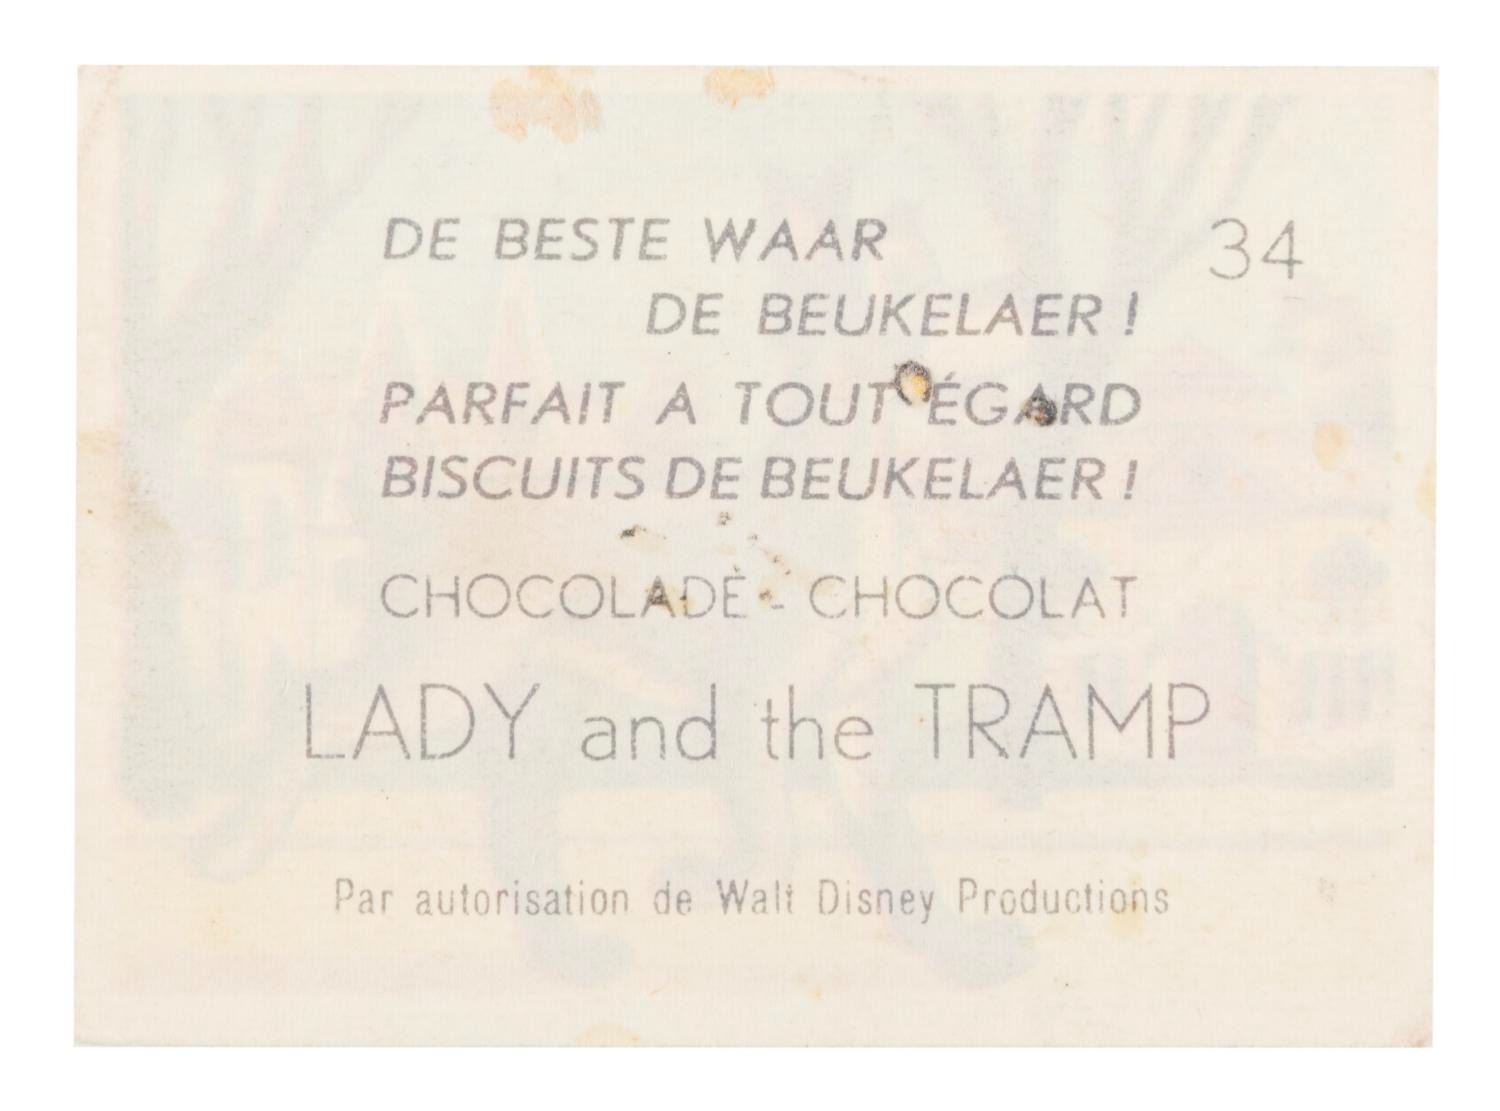 DE BESTE WAAR
34
DE BEUKELAER !
PARFAIT A TOUT ÉGARD
BISCUITS DE BEUKELAER !
CHOCOLADE - CHOCOLAT
LADY and the TRAMP
Par autorisation de Walt Disney Productions